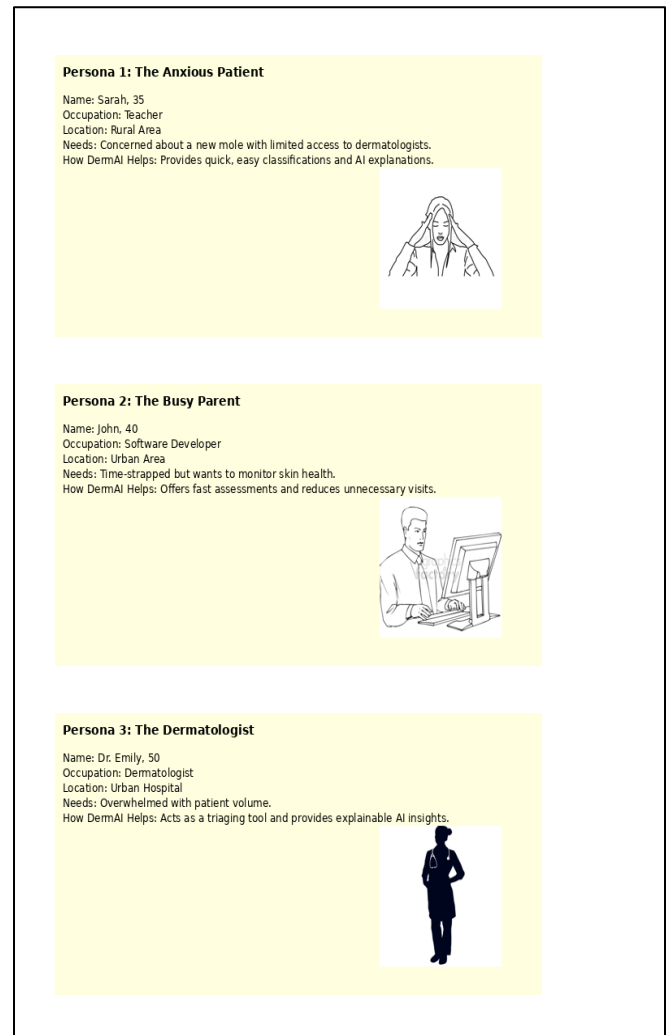 Persona 1: The Anxious Patient
Name: Sarah, 35
Occupation: Teacher
Location: Rural Area
Needs: Concerned about a new mole with limited access to dermatologists.
How DermAI Helps: Provides quick, easy classifications and AI explanations.
Persona 2: The Busy Parent
Name: John, 40
Occupation: Software Developer
Location: Urban Area
Needs: Time-strapped but wants to monitor skin health.
How DermAI Helps: Offers fast assessments and reduces unnecessary visits.
Persona 3: The Dermatologist
Name: Dr. Emily, 50
Occupation: Dermatologist
Location: Urban Hospital
Needs: Overwhelmed with patient volume.
How DermAI Helps: Acts as a triaging tool and provides explainable AI insights.